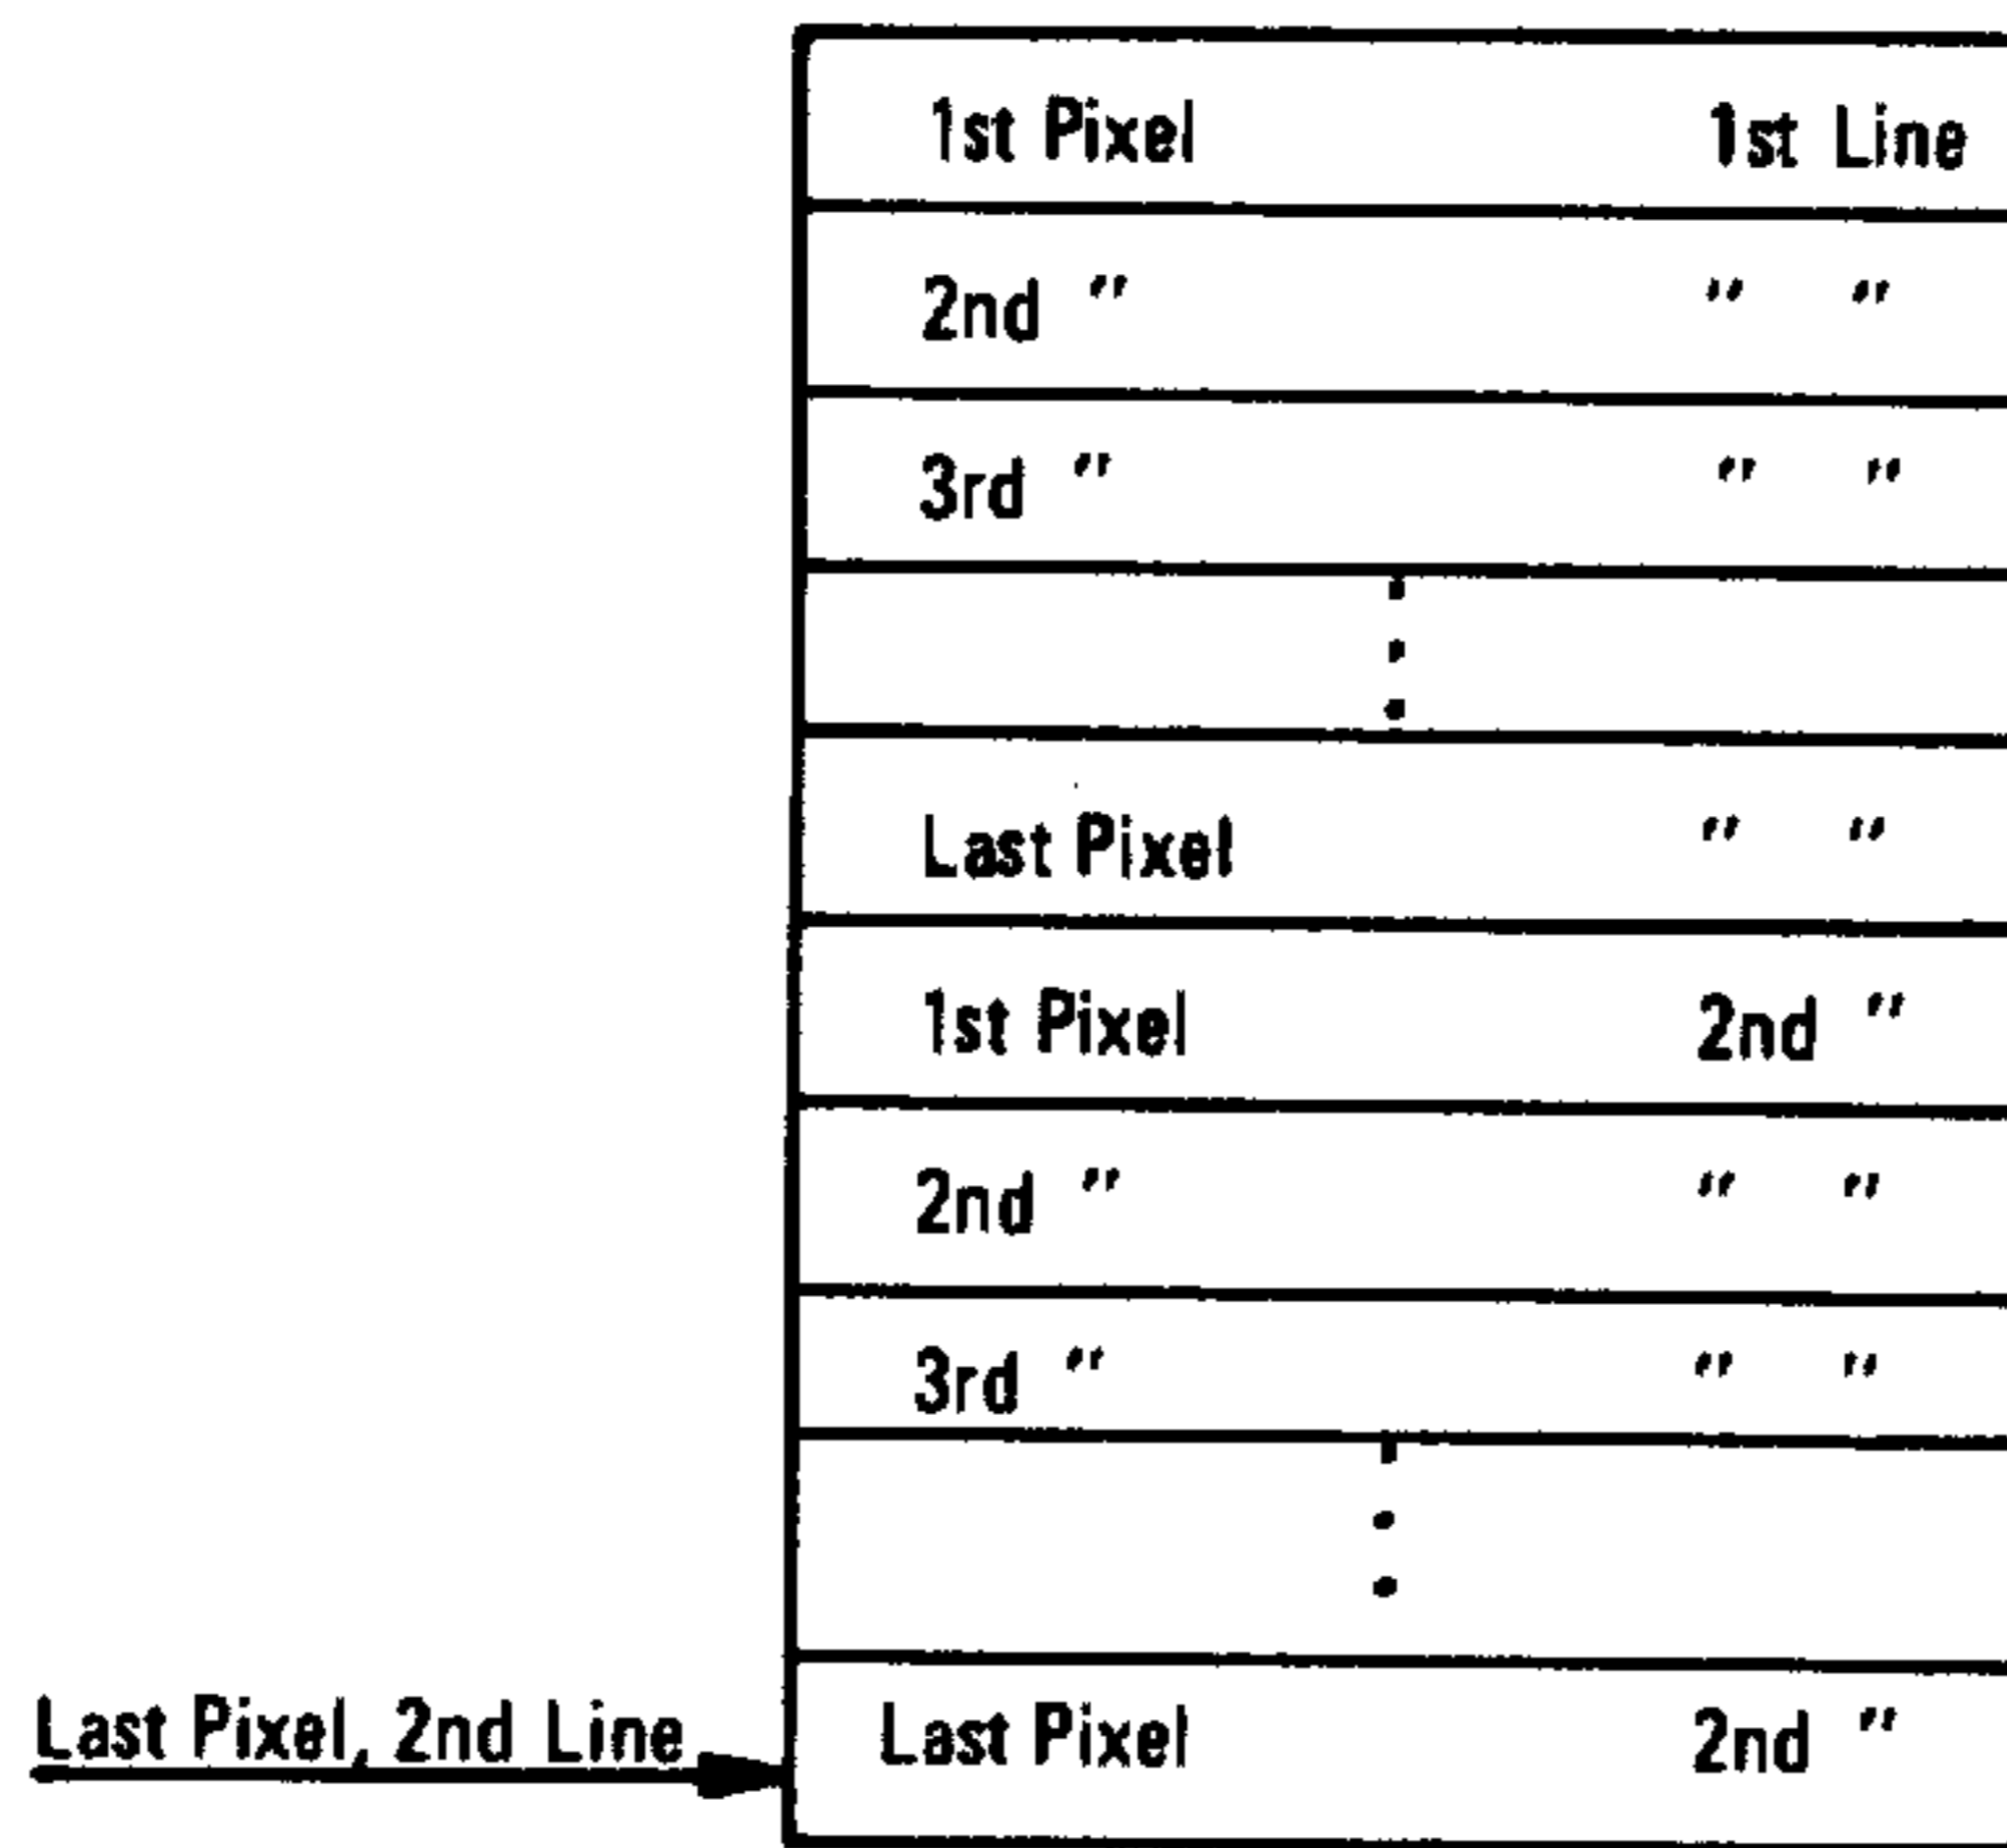 1st Pixel 1st Line
2nd " " "
3rd " " "
Last Pixel " "
1st Pixel 2nd "
2nd " " "
3rd " " "
Last Pixel, 2nd Line Last Pixel 2nd "